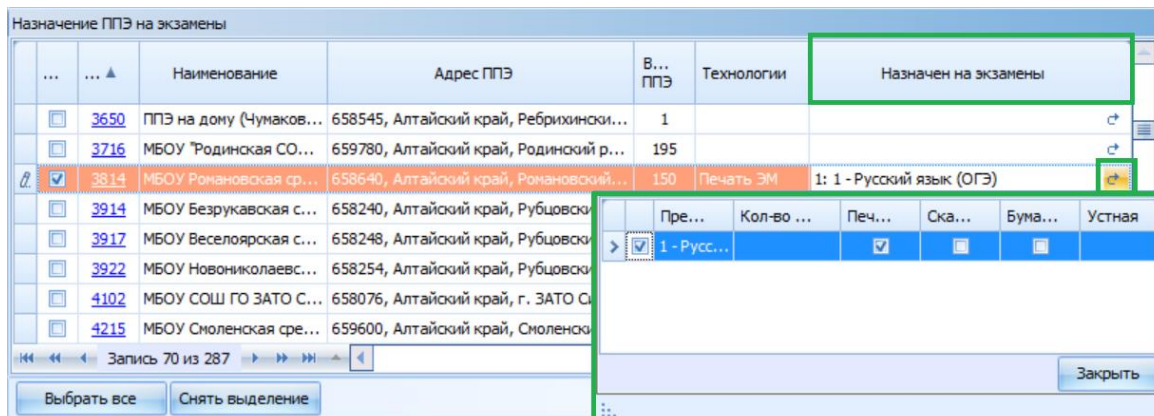 Назначение ППЭ на экзамены
... ... Наименование Адрес ППЭ В... ППЭ Технологии Назначен на экзамены
3650 ППЭ на дому (Чумаков... 658545, Алтайский край, Ребрихински... 1
3716 МБОУ "Родинская СО... 659780, Алтайский край, Родинский р... 195
3814 МБОУ Романовская ср... 658640, Алтайский край, Романовский... 150 Печать ЭМ 1: 1 - Русский язык (ОГЭ)
3914 МБОУ Безрукавская с... 658240, Алтайский край, Рубцовски
3917 МБОУ Веселоярская с... 658248, Алтайский край, Рубцовски
3922 МБОУ Новониколаевс... 658254, Алтайский край, Рубцовски
4102 МБОУ СОШ ГО ЗАТО С... 658076, Алтайский край, г. ЗАТО Си
4215 МБОУ Смоленская сре... 659600, Алтайский край, Смоленски
Пре... Кол-во ... Печ... Ска... Бума... Устная
1 - Русс...
Запись 70 из 287
Закрыть
Выбрать все Снять выделение